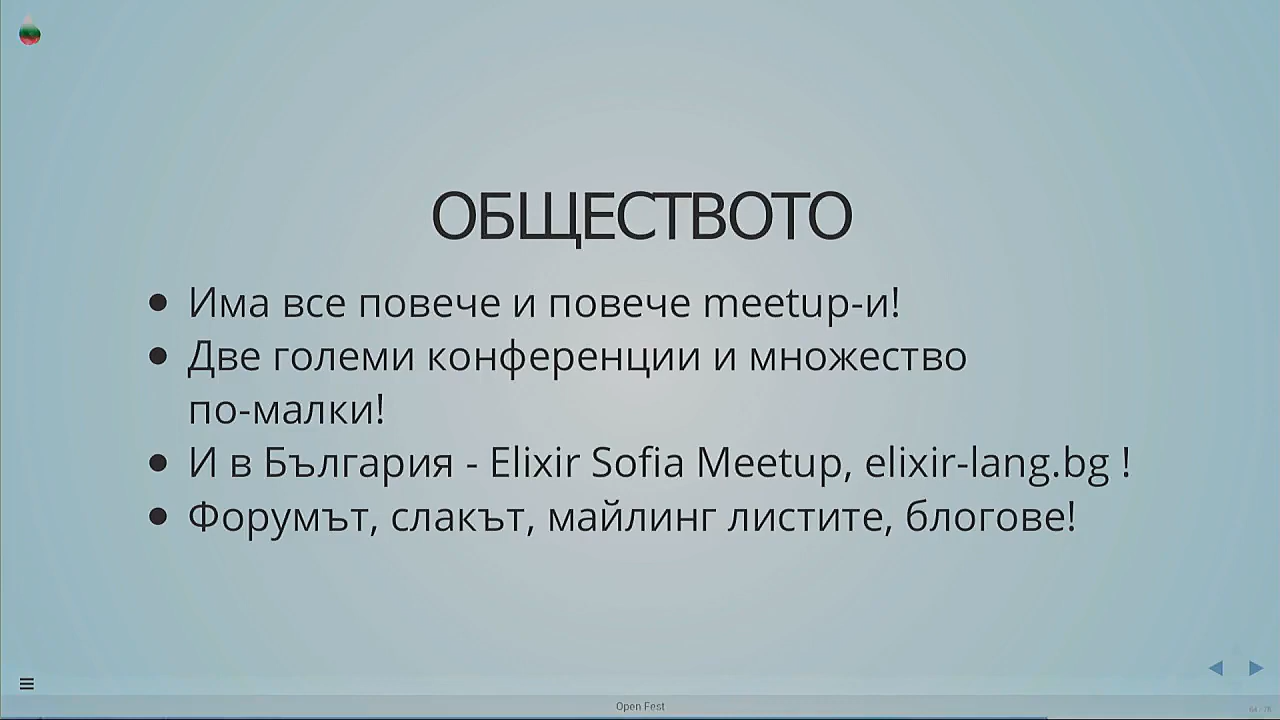 ОБЩЕСТВОТО
Има все повече и повече meetup-и!
Две големи конференции и множество
по-малки!
И в България - Elixir Sofia Meetup, elixir-lang.bg !
Форумът, слакът, майлинг листите, блогове!
Open Fest